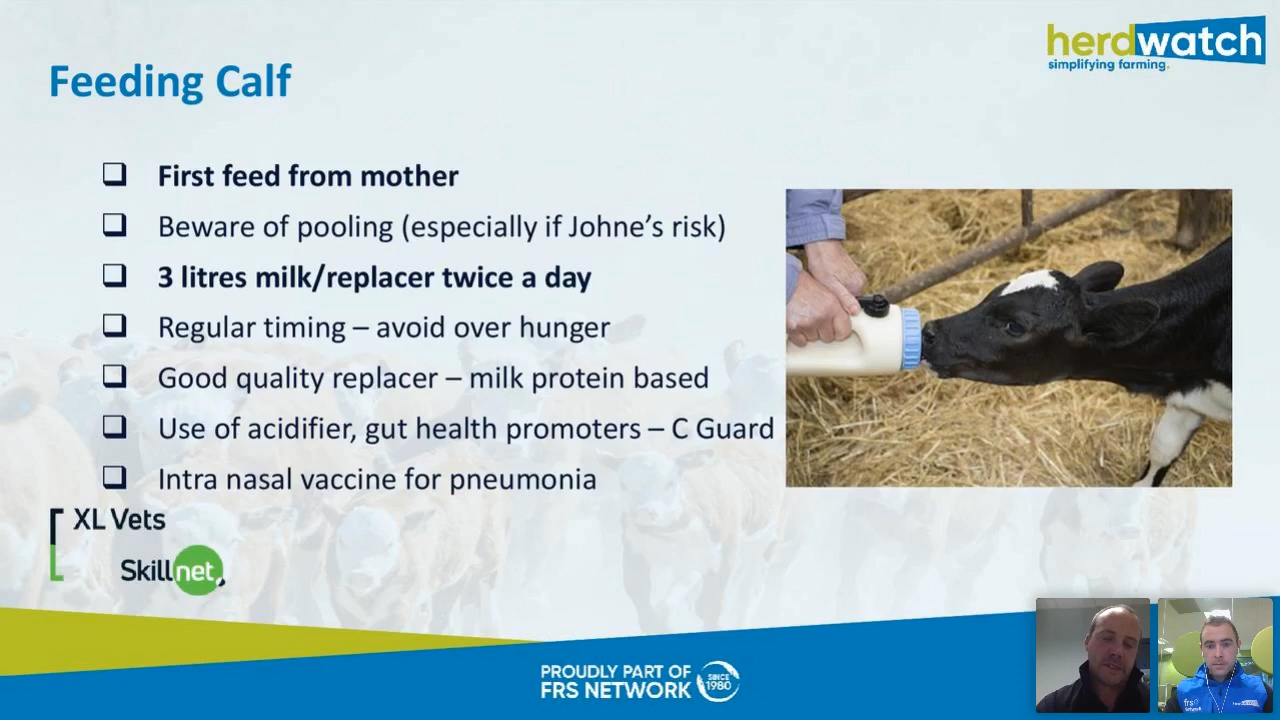 herdwatch
simplifying farming.
Feeding Calf
First feed from mother
Beware of pooling (especially if Johne’s risk)
3 litres milk/replacer twice a day
Regular timing – avoid over hunger
Good quality replacer – milk protein based
Use of acidifier, gut health promoters – C Guard
Intra nasal vaccine for pneumonia
XL Vets
Skillnet
PROUDLY PART OF
FRS NETWORK
SINCE
1980
frs